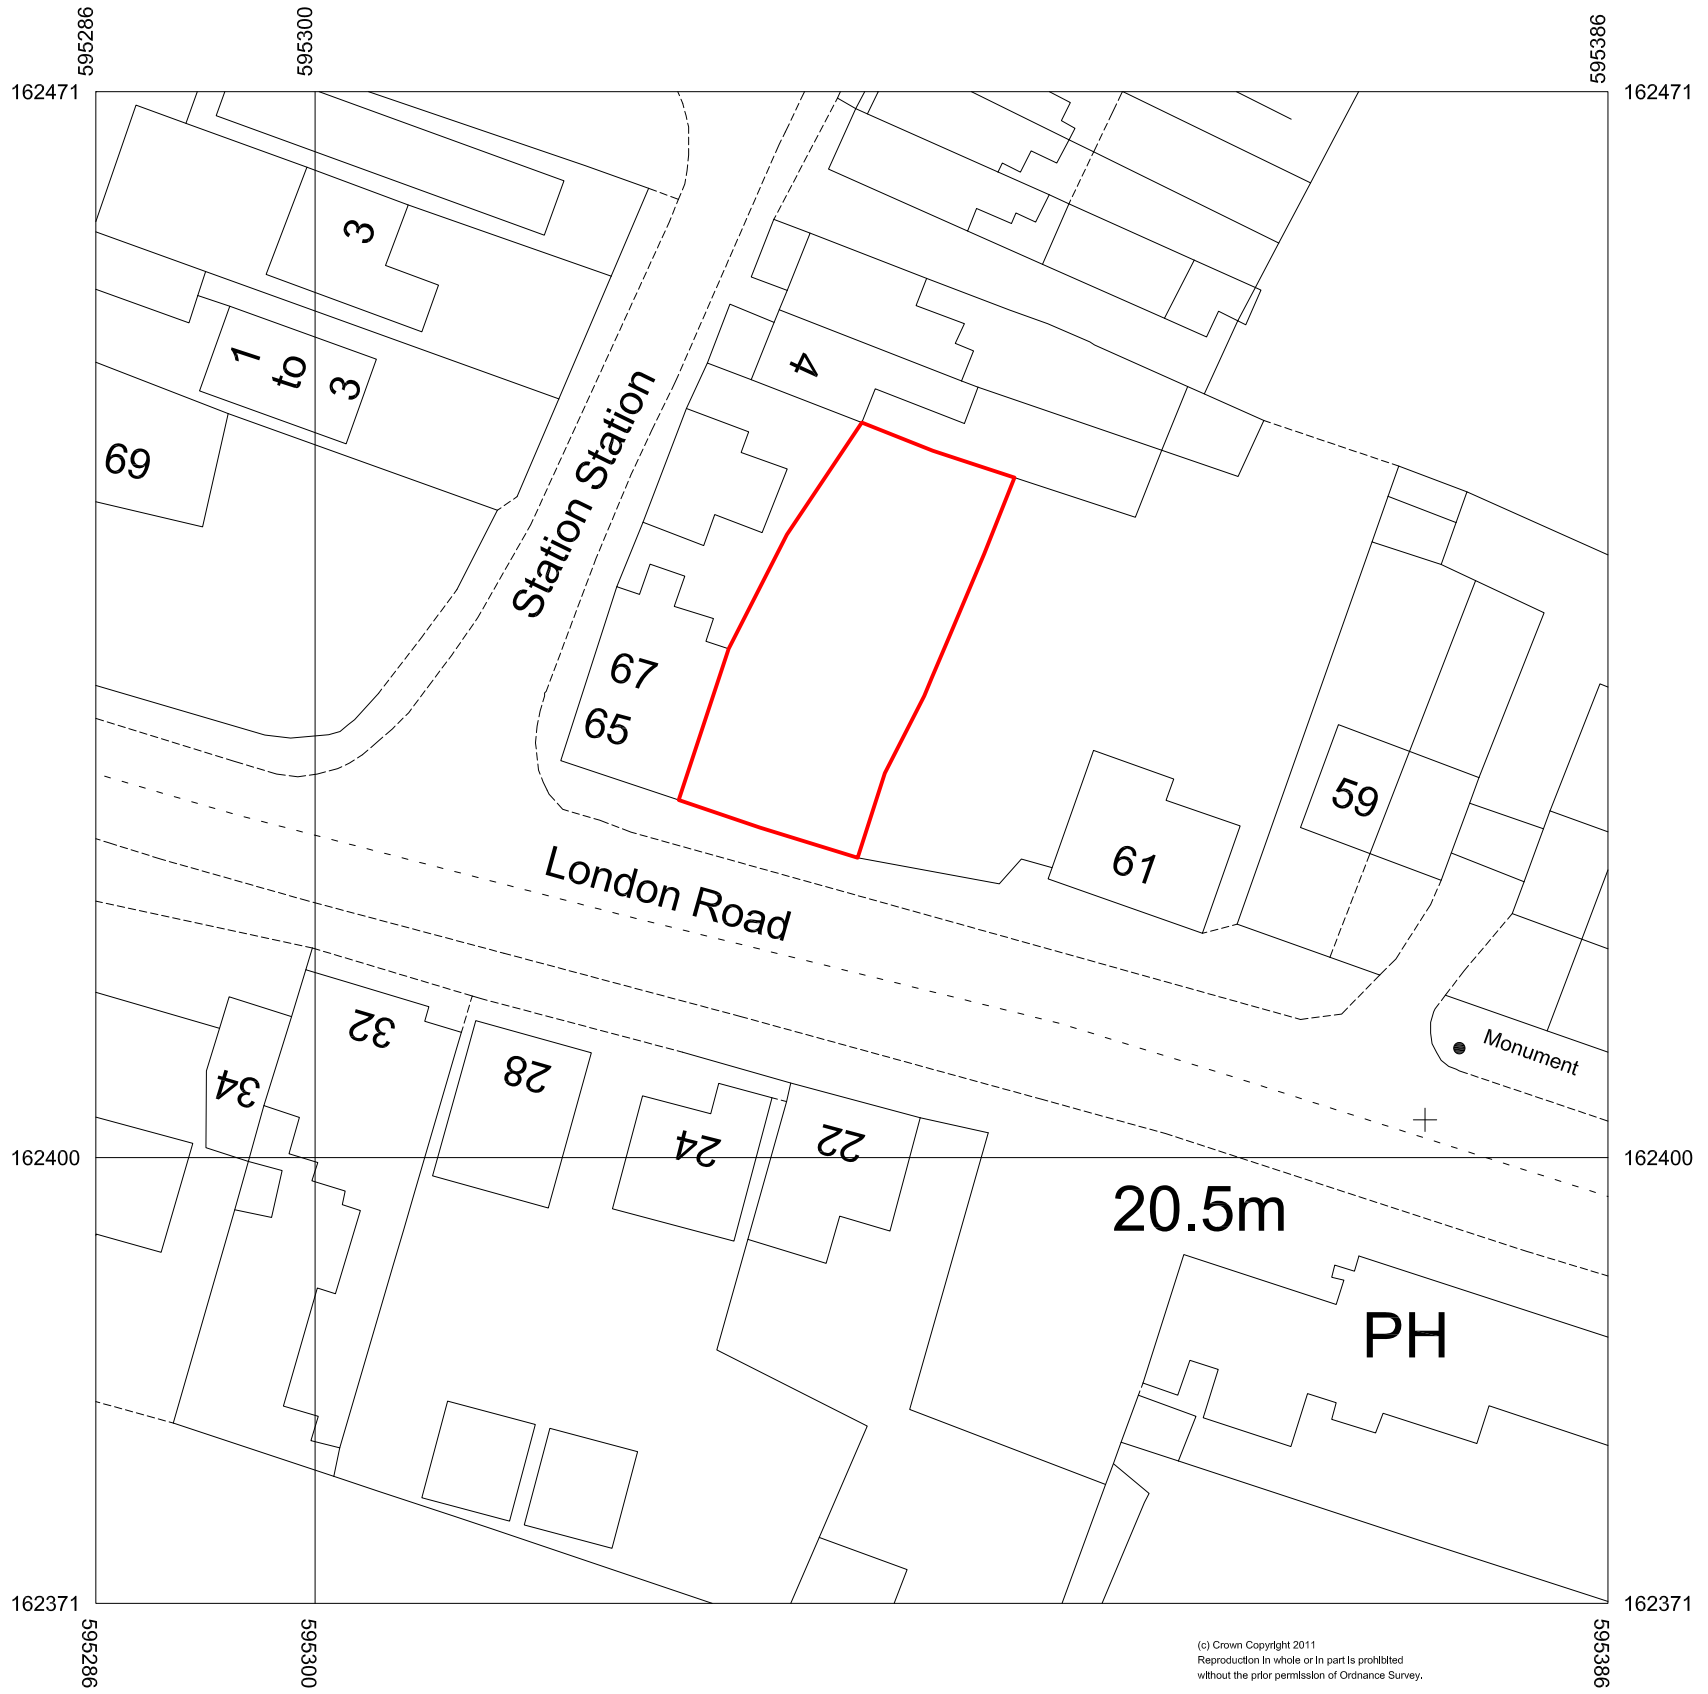 595286
595300
595386
162471
162471
3
1
to
3
69
4
Station Station
67
65
59
61
London Road
32
28
34
24
22
Monument
162400
162400
20.5m
PH
162371
162371
595286
595300
595386
(c) Crown Copyright 2011
Reproduction in whole or in part is prohibited
without the prior permission of Ordnance Survey.